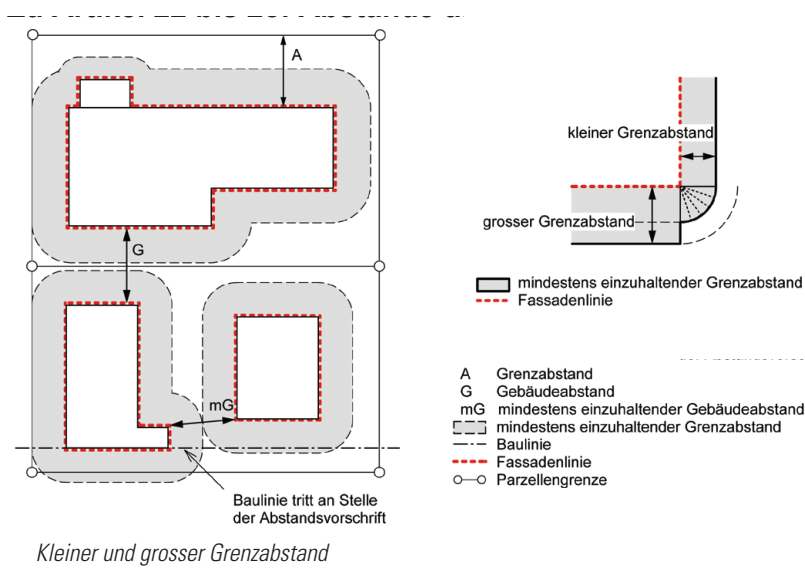 A
G
mG
Baulinie tritt an Stelle
der Abstandsvorschrift
Kleiner und grosser Grenzabstand
kleiner Grenzabstand
grosser Grenzabstand
mindestens einzuhaltender Grenzabstand
Fassadenlinie
A Grenzabstand
G Gebäudeabstand
mG mindestens einzuhaltender Gebäudeabstand
mindestens einzuhaltender Grenzabstand
Baulinie
Fassadenlinie
Parzellengrenze